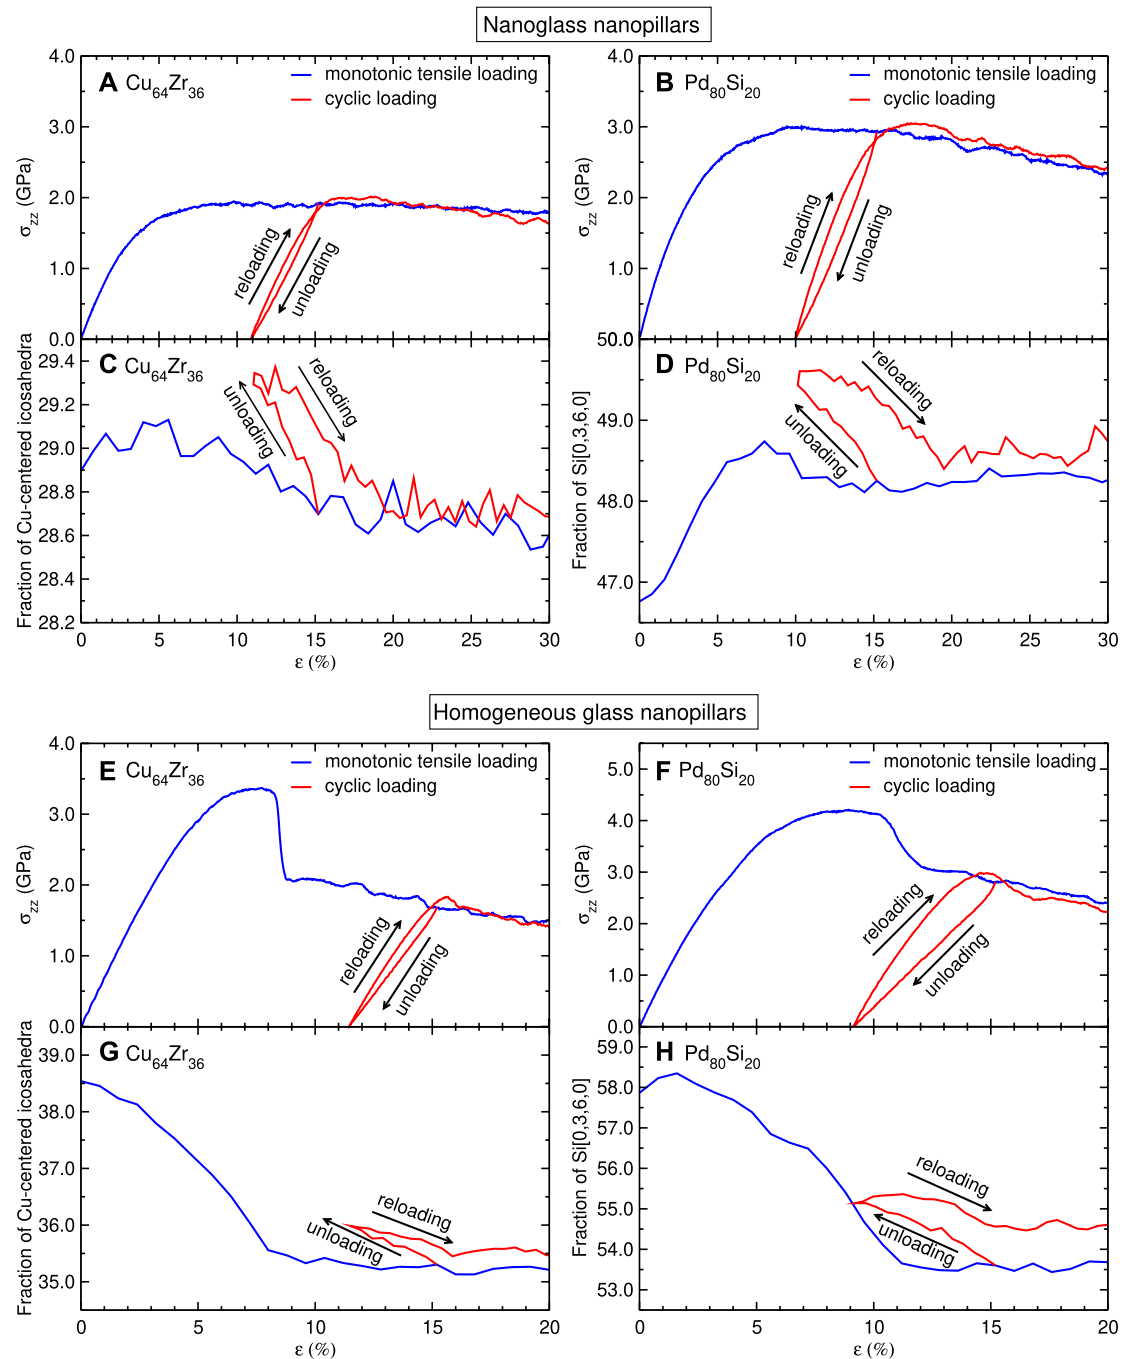 Nanoglass nanopillars
A Cu64Zr36
monotonic tensile loading
cyclic loading
4.0
3.0
2.0
1.0
0.0
σzz (GPa)
reloading
unloading
B Pd80Si20
monotonic tensile loading
cyclic loading
4.0
3.0
2.0
1.0
0.0
σzz (GPa)
reloading
unloading
C Cu64Zr36
29.4
29.2
29.0
28.8
28.6
28.4
28.2
Fraction of Cu-centered icosahedra
unloading
reloading
0 5 10 15 20 25 30
ε (%)
D Pd80Si20
50.0
49.0
48.0
47.0
Fraction of Si[0,3,6,0]
reloading
unloading
0 5 10 15 20 25 30
ε (%)
Homogeneous glass nanopillars
E Cu64Zr36
monotonic tensile loading
cyclic loading
4.0
3.0
2.0
1.0
0.0
σzz (GPa)
reloading
unloading
F Pd80Si20
monotonic tensile loading
cyclic loading
5.0
4.0
3.0
2.0
1.0
0.0
σzz (GPa)
reloading
unloading
G Cu64Zr36
39.0
38.0
37.0
36.0
35.0
Fraction of Cu-centered icosahedra
reloading
unloading
0 5 10 15 20
ε (%)
H Pd80Si20
59.0
58.0
57.0
56.0
55.0
54.0
53.0
Fraction of Si[0,3,6,0]
reloading
unloading
0 5 10 15 20
ε (%)